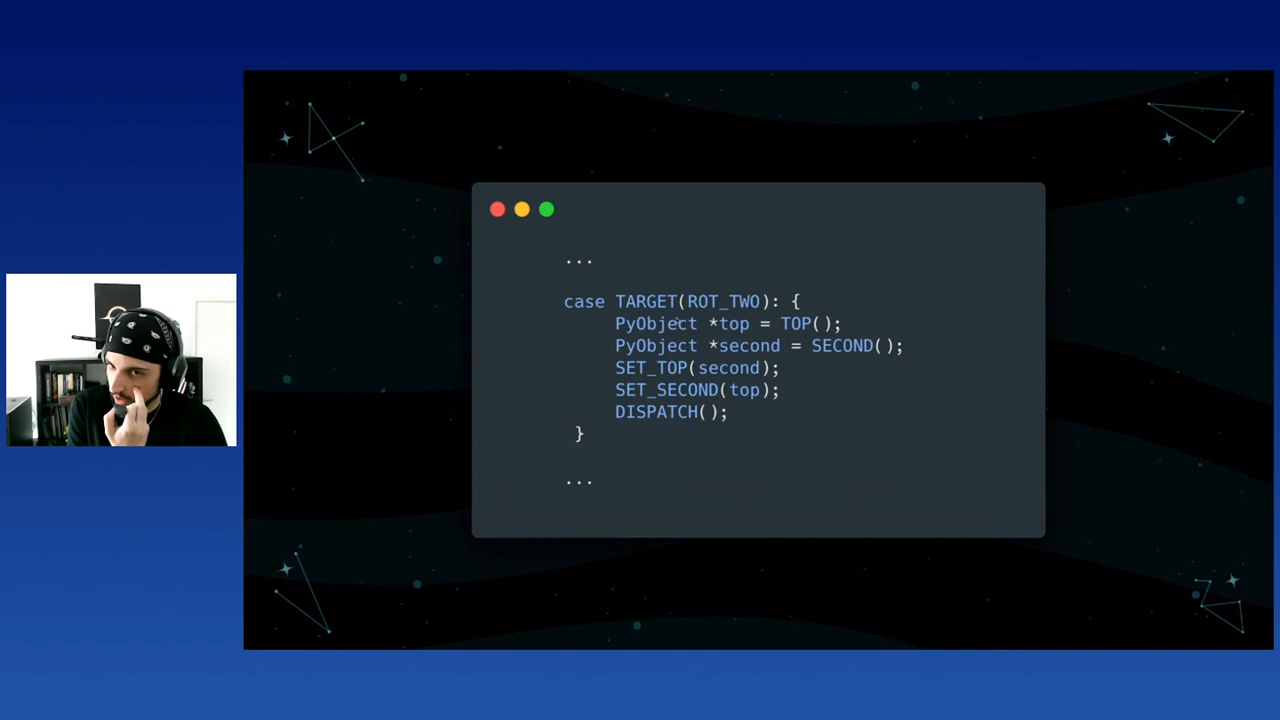 ...
case TARGET(ROT_TWO): {
PyObject *top = TOP();
PyObject *second = SECOND();
SET_TOP(second);
SET_SECOND(top);
DISPATCH();
}
...